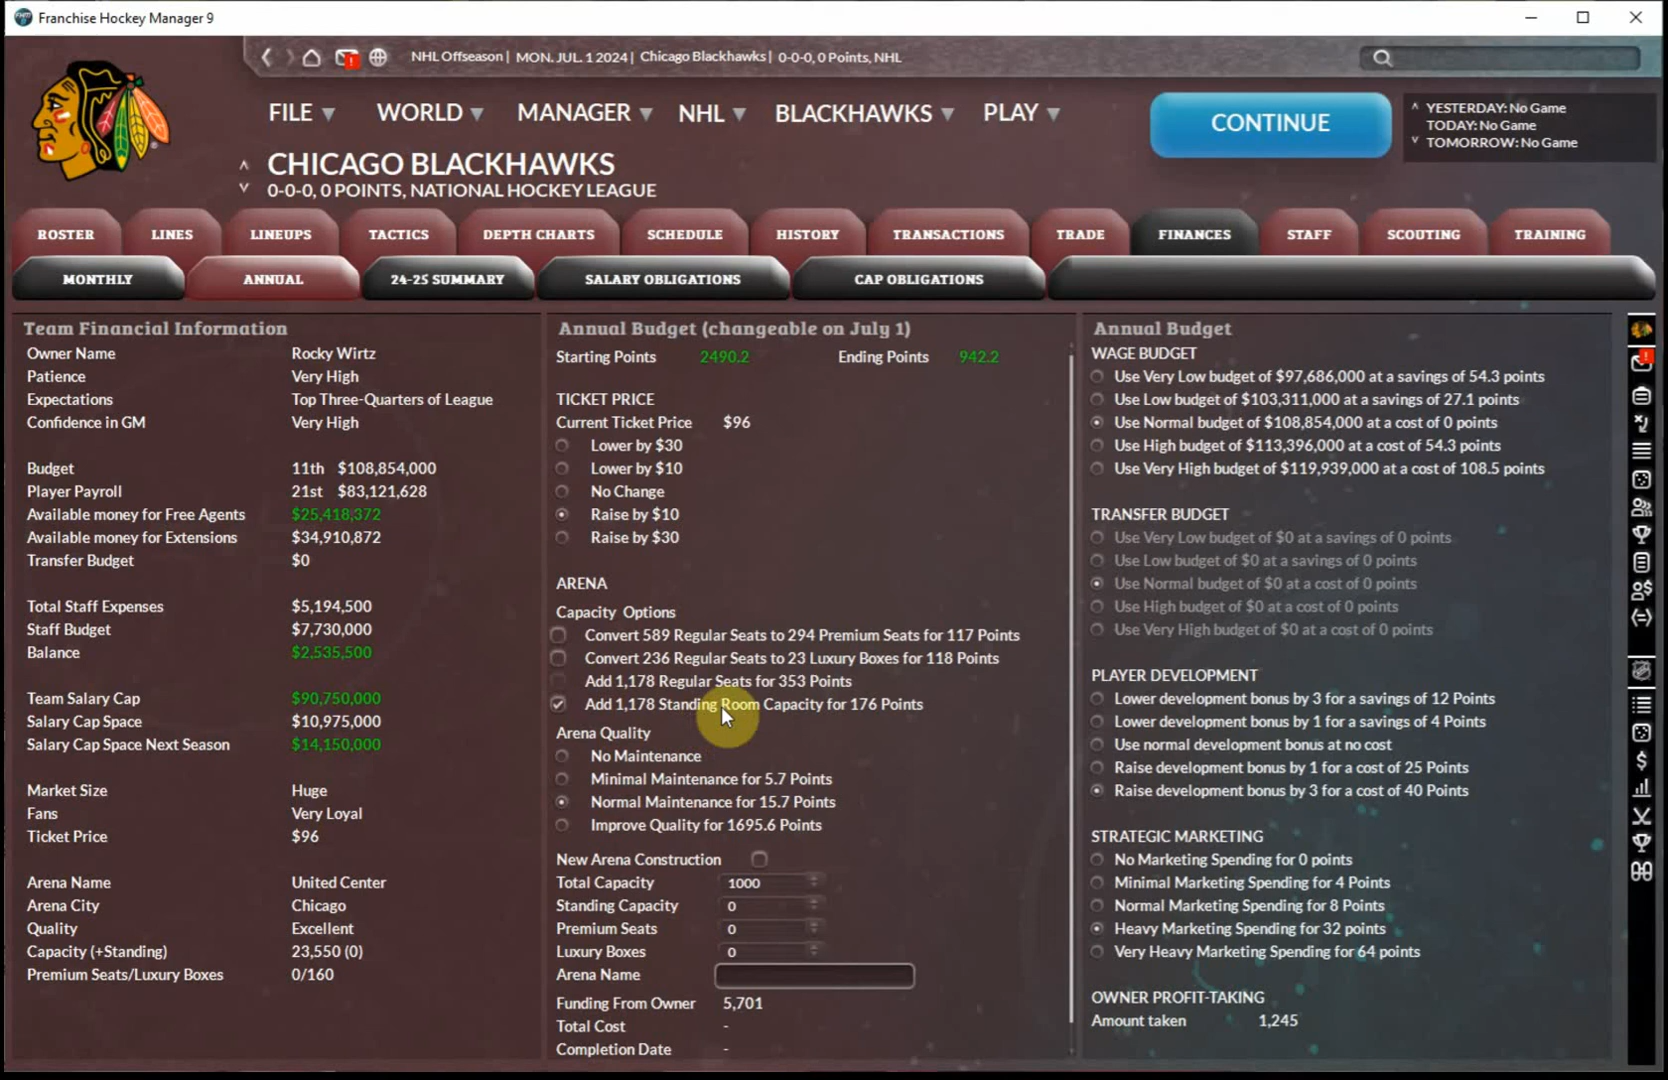 Franchise Hockey Manager 9
NHL Offseason | MON. JUL. 1 2024 | Chicago Blackhawks | 0-0-0, 0 Points, NHL
FILE WORLD MANAGER NHL BLACKHAWKS PLAY
CONTINUE
YESTERDAY: No Game
TODAY: No Game
TOMORROW: No Game
CHICAGO BLACKHAWKS
0-0-0, 0 POINTS, NATIONAL HOCKEY LEAGUE
ROSTER LINES LINEUPS TACTICS DEPTH CHARTS SCHEDULE HISTORY TRANSACTIONS TRADE FINANCES STAFF SCOUTING TRAINING
MONTHLY ANNUAL 24-25 SUMMARY SALARY OBLIGATIONS CAP OBLIGATIONS
Team Financial Information
Owner Name Rocky Wirtz
Patience Very High
Expectations Top Three-Quarters of League
Confidence in GM Very High
Budget 11th $108,854,000
Player Payroll 21st $83,121,628
Available money for Free Agents $25,418,372
Available money for Extensions $34,910,872
Transfer Budget $0
Total Staff Expenses $5,194,500
Staff Budget $7,730,000
Balance $2,535,500
Team Salary Cap $90,750,000
Salary Cap Space $10,975,000
Salary Cap Space Next Season $14,150,000
Market Size Huge
Fans Very Loyal
Ticket Price $96
Arena Name United Center
Arena City Chicago
Quality Excellent
Capacity (+Standing) 23,550 (0)
Premium Seats/Luxury Boxes 0/160
Annual Budget (changeable on July 1)
Starting Points 2490.2 Ending Points 942.2
TICKET PRICE
Current Ticket Price $96
Lower by $30
Lower by $10
No Change
Raise by $10
Raise by $30
ARENA
Capacity Options
Convert 589 Regular Seats to 294 Premium Seats for 117 Points
Convert 236 Regular Seats to 23 Luxury Boxes for 118 Points
Add 1,178 Regular Seats for 353 Points
Add 1,178 Standing Room Capacity for 176 Points
Arena Quality
No Maintenance
Minimal Maintenance for 5.7 Points
Normal Maintenance for 15.7 Points
Improve Quality for 1695.6 Points
New Arena Construction
Total Capacity 1000
Standing Capacity 0
Premium Seats 0
Luxury Boxes 0
Arena Name
Funding From Owner 5,701
Total Cost -
Completion Date -
Annual Budget
WAGE BUDGET
Use Very Low budget of $97,686,000 at a savings of 54.3 points
Use Low budget of $103,311,000 at a savings of 27.1 points
Use Normal budget of $108,854,000 at a cost of 0 points
Use High budget of $113,396,000 at a cost of 54.3 points
Use Very High budget of $119,939,000 at a cost of 108.5 points
TRANSFER BUDGET
Use Very Low budget of $0 at a savings of 0 points
Use Low budget of $0 at a savings of 0 points
Use Normal budget of $0 at a cost of 0 points
Use High budget of $0 at a cost of 0 points
Use Very High budget of $0 at a cost of 0 points
PLAYER DEVELOPMENT
Lower development bonus by 3 for a savings of 12 Points
Lower development bonus by 1 for a savings of 4 Points
Use normal development bonus at no cost
Raise development bonus by 1 for a cost of 25 Points
Raise development bonus by 3 for a cost of 40 Points
STRATEGIC MARKETING
No Marketing Spending for 0 points
Minimal Marketing Spending for 4 Points
Normal Marketing Spending for 8 Points
Heavy Marketing Spending for 32 points
Very Heavy Marketing Spending for 64 points
OWNER PROFIT-TAKING
Amount taken 1,245